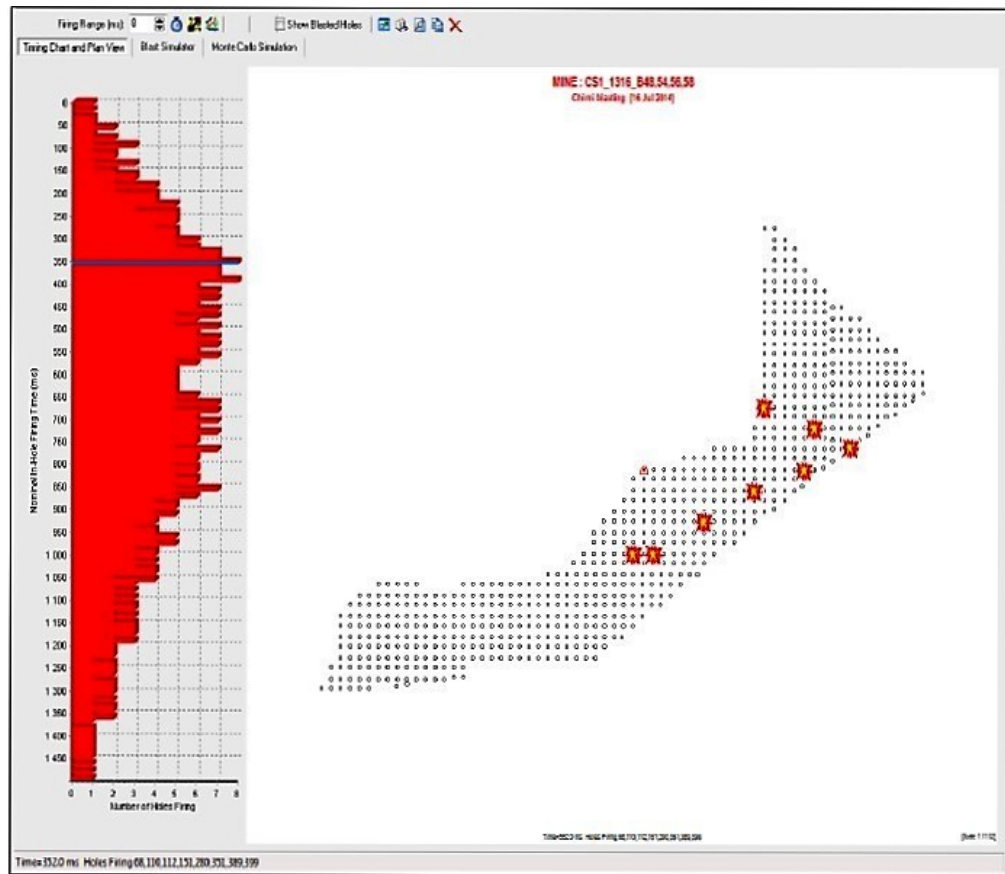 Firing Range (ms): 0
Show Blasted Holes
Timing Chart and Plan View
Blast Simulator
Monte Carlo Simulation
MINE : CS1_1316_B48,54,56,58
[16 Jul 2014]
0
50
100
150
200
250
300
350
400
450
500
550
600
650
700
750
800
850
900
950
1 000
1 050
1 100
1 150
1 200
1 250
1 300
1 350
1 400
1 450
Nominal In-Hole Firing Time (ms)
0 1 2 3 4 5 6 7 8
Number of Holes Firing
Time=352.0 ms Holes Firing 68,110,112,151,280,351,389,399